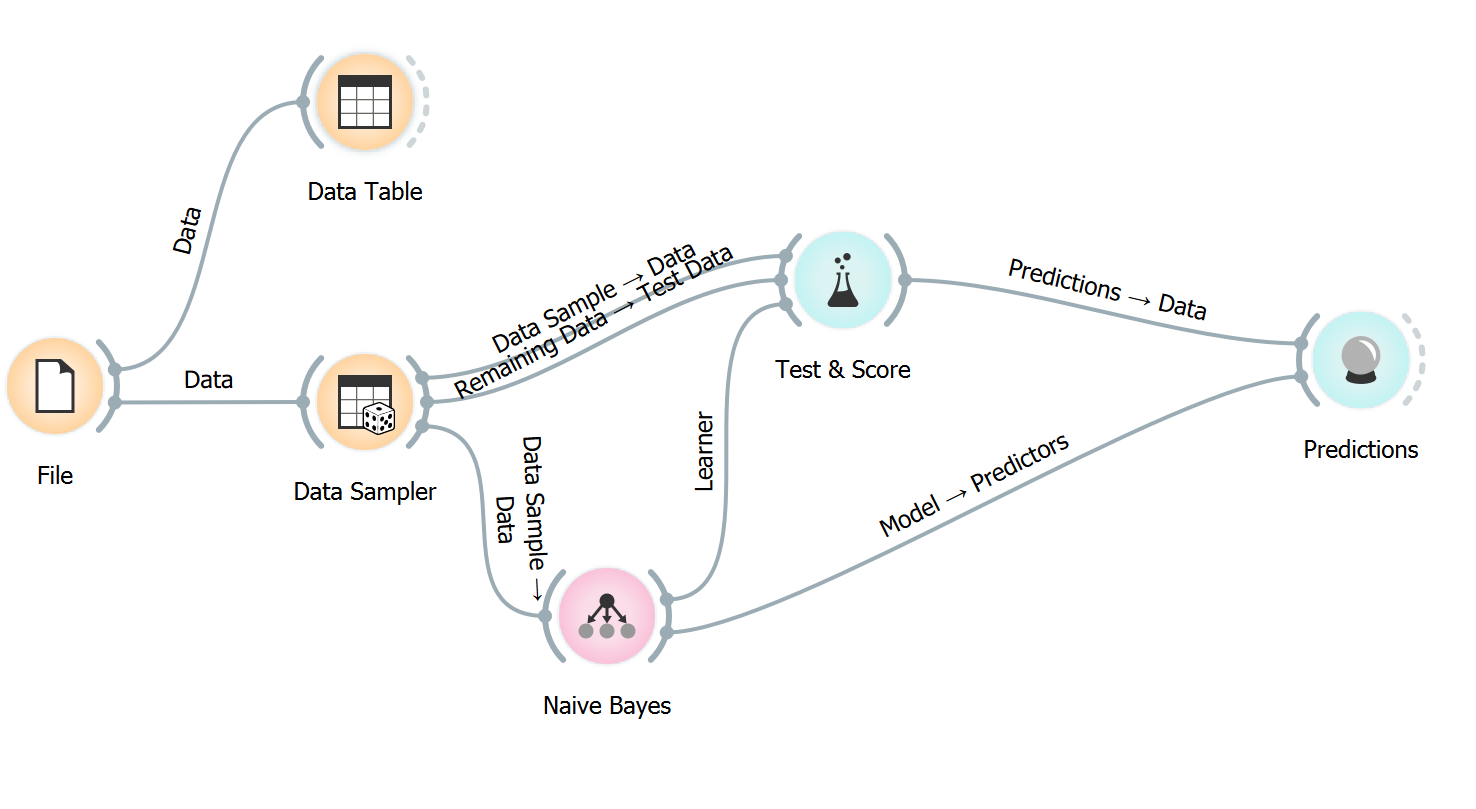 Data Table
Data
Data Sample → Data
Remaining Data → Test Data
Predictions → Data
Data
Test & Score
File
Data Sampler
Learner
Data Sample →
Data
Model → Predictors
Predictions
Naive Bayes